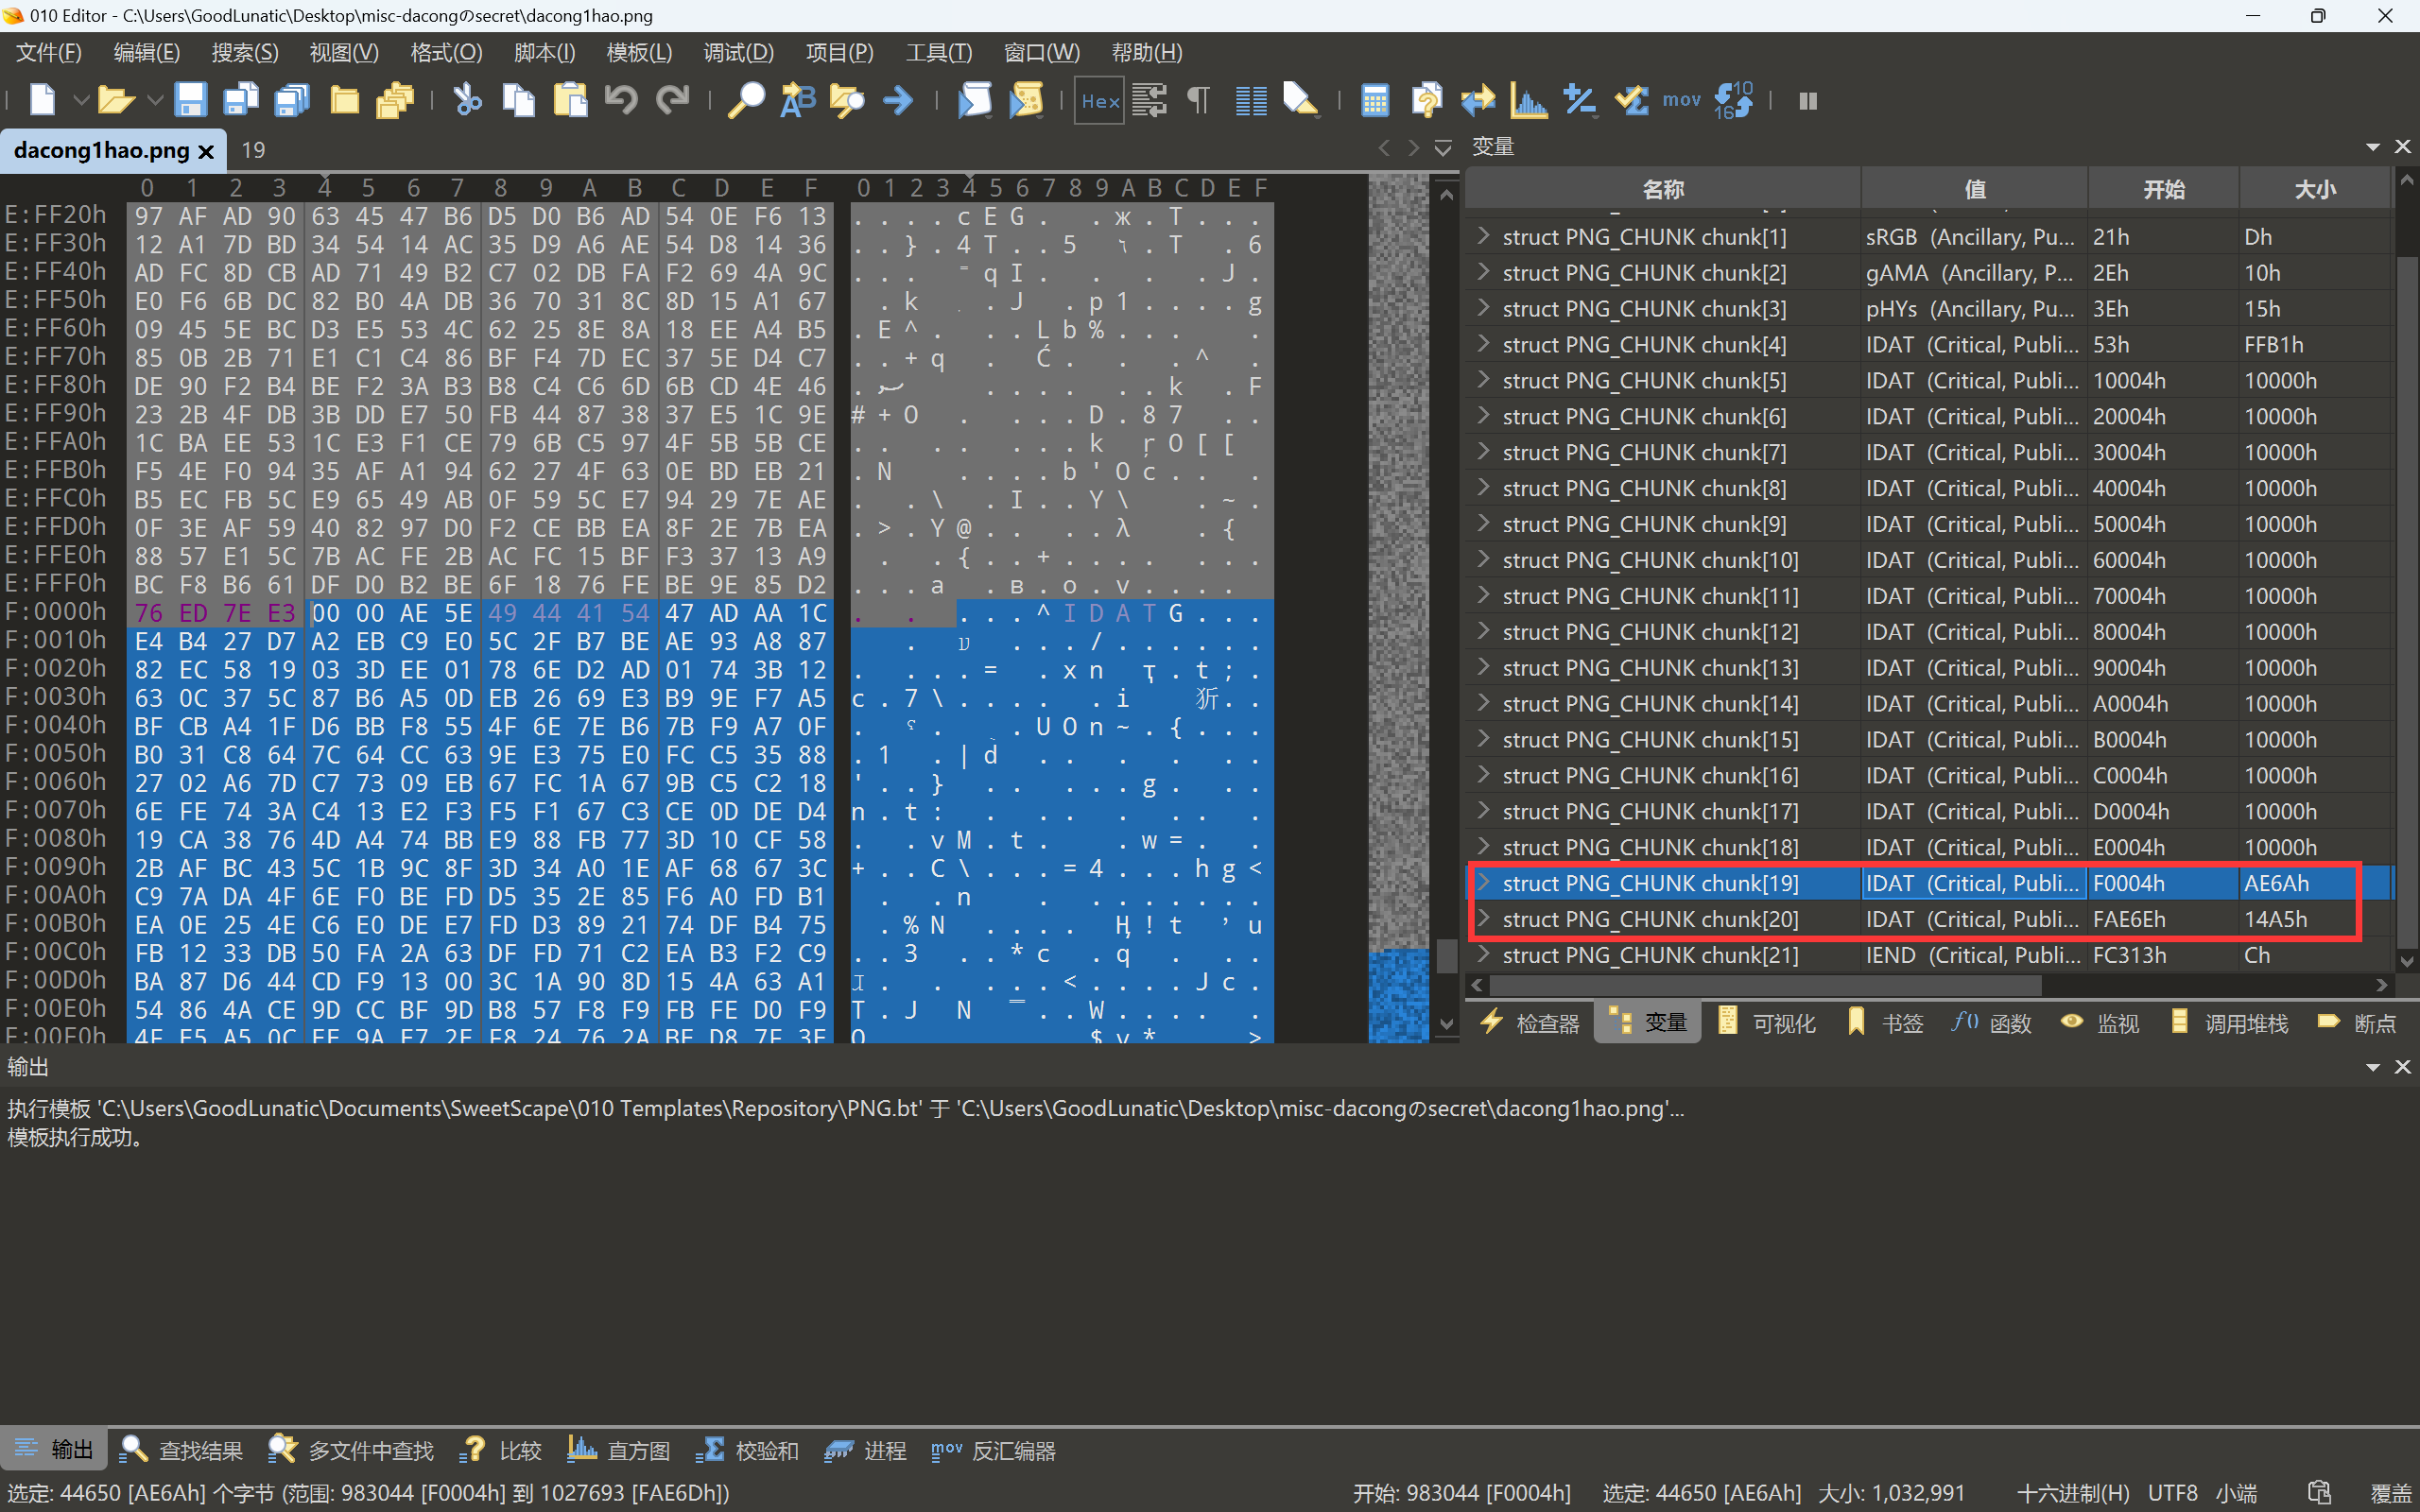 010 Editor - C:\Users\GoodLunatic\Desktop\misc-dacongのsecret\dacong1hao.png
文件(F) 编辑(E) 搜索(S) 视图(V) 格式(O) 脚本(I) 模板(L) 调试(D) 项目(P) 工具(T) 窗口(W) 帮助(H)
Hex mov 10 16
dacong1hao.png 19
0 1 2 3 4 5 6 7 8 9 A B C D E F 0 1 2 3 4 5 6 7 8 9 A B C D E F
E:FF20h 97 AF AD 90 63 45 47 B6 D5 D0 B6 AD 54 0E F6 13
E:FF30h 12 A1 7D BD 34 54 14 AC 35 D9 A6 AE 54 D8 14 36
E:FF40h AD FC 8D CB AD 71 49 B2 C7 02 DB FA F2 69 4A 9C
E:FF50h E0 F6 6B DC 82 B0 4A DB 36 70 31 8C 8D 15 A1 67
E:FF60h 09 45 5E BC D3 E5 53 4C 62 25 8E 8A 18 EE A4 B5
E:FF70h 85 0B 2B 71 E1 C1 C4 86 BF F4 7D EC 37 5E D4 C7
E:FF80h DE 90 F2 B4 BE F2 3A B3 B8 C4 C6 6D 6B CD 4E 46
E:FF90h 23 2B 4F DB 3B DD E7 50 FB 44 87 38 37 E5 1C 9E
E:FFA0h 1C BA EE 53 1C E3 F1 CE 79 6B C5 97 4F 5B 5B CE
E:FFB0h F5 4E F0 94 35 AF A1 94 62 27 4F 63 0E BD EB 21
E:FFC0h B5 EC FB 5C E9 65 49 AB 0F 59 5C E7 94 29 7E AE
E:FFD0h 0F 3E AF 59 40 82 97 D0 F2 CE BB EA 8F 2E 7B EA
E:FFE0h 88 57 E1 5C 7B AC FE 2B AC FC 15 BF F3 37 13 A9
E:FFF0h BC F8 B6 61 DF D0 B2 BE 6F 18 76 FE BE 9E 85 D2
F:0000h 76 ED 7E E3 00 00 AE 5E 49 44 41 54 47 AD AA 1C
F:0010h E4 B4 27 D7 A2 EB C9 E0 5C 2F B7 BE AE 93 A8 87
F:0020h 82 EC 58 19 03 3D EE 01 78 6E D2 AD 01 74 3B 12
F:0030h 63 0C 37 5C 87 B6 A5 0D EB 26 69 E3 B9 9E F7 A5
F:0040h BF CB A4 1F D6 BB F8 55 4F 6E 7E B6 7B F9 A7 0F
F:0050h B0 31 C8 64 7C 64 CC 63 9E E3 75 E0 FC C5 35 88
F:0060h 27 02 A6 7D C7 73 09 EB 67 FC 1A 67 9B C5 C2 18
F:0070h 6E FE 74 3A C4 13 E2 F3 F5 F1 67 C3 CE 0D DE D4
F:0080h 19 CA 38 76 4D A4 74 BB E9 88 FB 77 3D 10 CF 58
F:0090h 2B AF BC 43 5C 1B 9C 8F 3D 34 A0 1E AF 68 67 3C
F:00A0h C9 7A DA 4F 6E F0 BE FD D5 35 2E 85 F6 A0 FD B1
F:00B0h EA 0E 25 4E C6 E0 DE E7 FD D3 89 21 74 DF B4 75
F:00C0h FB 12 33 DB 50 FA 2A 63 DF FD 71 C2 EA B3 F2 C9
F:00D0h BA 87 D6 44 CD F9 13 00 3C 1A 90 8D 15 4A 63 A1
F:00E0h 54 86 4A CE 9D CC BF 9D B8 57 F8 F9 FB FE D0 F9
变量
名称 值 开始 大小
struct PNG_CHUNK chunk[1] sRGB (Ancillary, Pu... 21h Dh
struct PNG_CHUNK chunk[2] gAMA (Ancillary, P... 2Eh 10h
struct PNG_CHUNK chunk[3] pHYs (Ancillary, Pu... 3Eh 15h
struct PNG_CHUNK chunk[4] IDAT (Critical, Publi... 53h FFB1h
struct PNG_CHUNK chunk[5] IDAT (Critical, Publi... 10004h 10000h
struct PNG_CHUNK chunk[6] IDAT (Critical, Publi... 20004h 10000h
struct PNG_CHUNK chunk[7] IDAT (Critical, Publi... 30004h 10000h
struct PNG_CHUNK chunk[8] IDAT (Critical, Publi... 40004h 10000h
struct PNG_CHUNK chunk[9] IDAT (Critical, Publi... 50004h 10000h
struct PNG_CHUNK chunk[10] IDAT (Critical, Publi... 60004h 10000h
struct PNG_CHUNK chunk[11] IDAT (Critical, Publi... 70004h 10000h
struct PNG_CHUNK chunk[12] IDAT (Critical, Publi... 80004h 10000h
struct PNG_CHUNK chunk[13] IDAT (Critical, Publi... 90004h 10000h
struct PNG_CHUNK chunk[14] IDAT (Critical, Publi... A0004h 10000h
struct PNG_CHUNK chunk[15] IDAT (Critical, Publi... B0004h 10000h
struct PNG_CHUNK chunk[16] IDAT (Critical, Publi... C0004h 10000h
struct PNG_CHUNK chunk[17] IDAT (Critical, Publi... D0004h 10000h
struct PNG_CHUNK chunk[18] IDAT (Critical, Publi... E0004h 10000h
struct PNG_CHUNK chunk[19] IDAT (Critical, Publi... F0004h AE6Ah
struct PNG_CHUNK chunk[20] IDAT (Critical, Publi... FAE6Eh 14A5h
struct PNG_CHUNK chunk[21] IEND (Critical, Publi... FC313h Ch
检查器 变量 可视化 书签 f() 函数 监视 调用堆栈 断点
输出
执行模板 'C:\Users\GoodLunatic\Documents\SweetScape\010 Templates\Repository\PNG.bt' 于 'C:\Users\GoodLunatic\Desktop\misc-dacongのsecret\dacong1hao.png'...
模板执行成功。
输出 查找结果 多文件中查找 比较 直方图 校验和 进程 mov 反汇编器
选定: 44650 [AE6Ah] 个字节 (范围: 983044 [F0004h] 到 1027693 [FAE6Dh]) 开始: 983044 [F0004h] 选定: 44650 [AE6Ah] 大小: 1,032,991 十六进制(H) UTF8 小端 覆盖